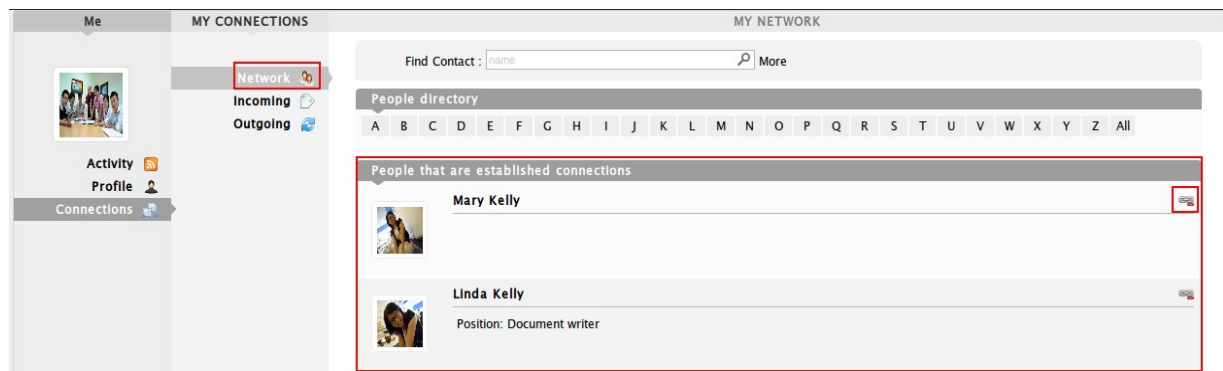 Me
MY CONNECTIONS
MY NETWORK
Network
Incoming
Outgoing
Activity
Profile
Connections
Find Contact : name More
People directory
A B C D E F G H I J K L M N O P Q R S T U V W X Y Z All
People that are established connections
Mary Kelly
Linda Kelly
Position: Document writer